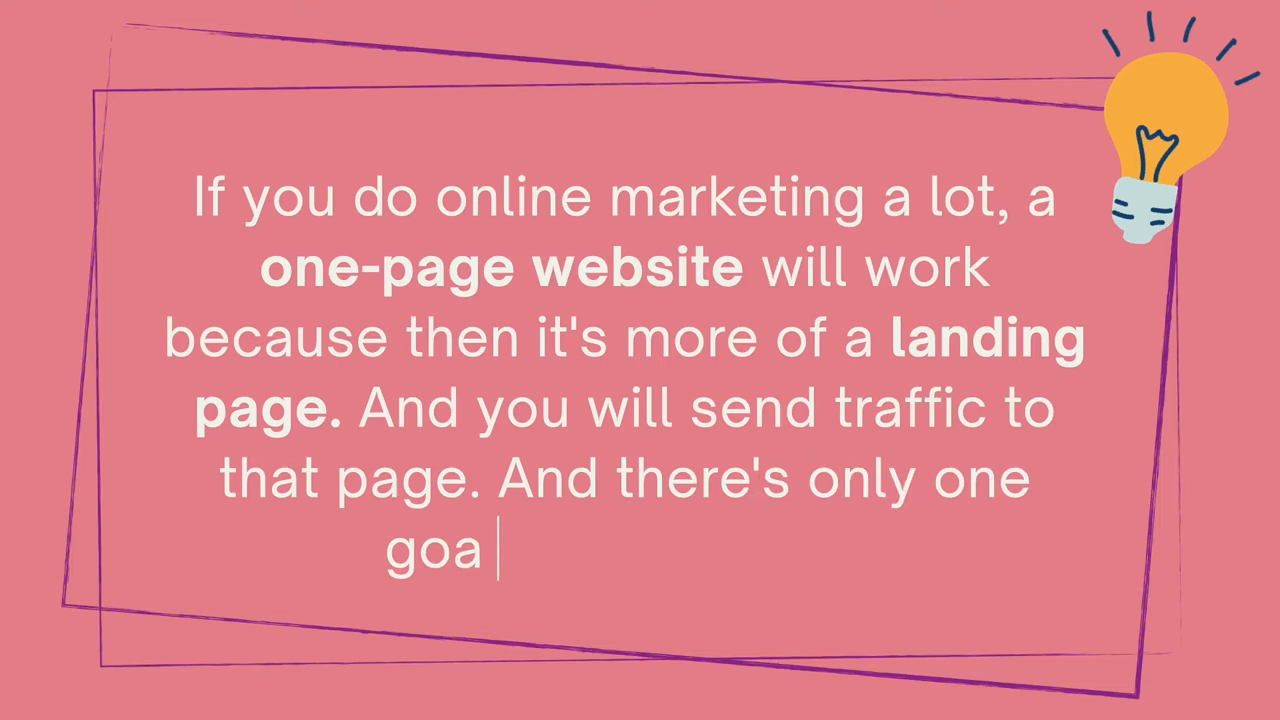 If you do online marketing a lot, a
one-page website will work
because then it's more of a landing
page. And you will send traffic to
that page. And there's only one
goa